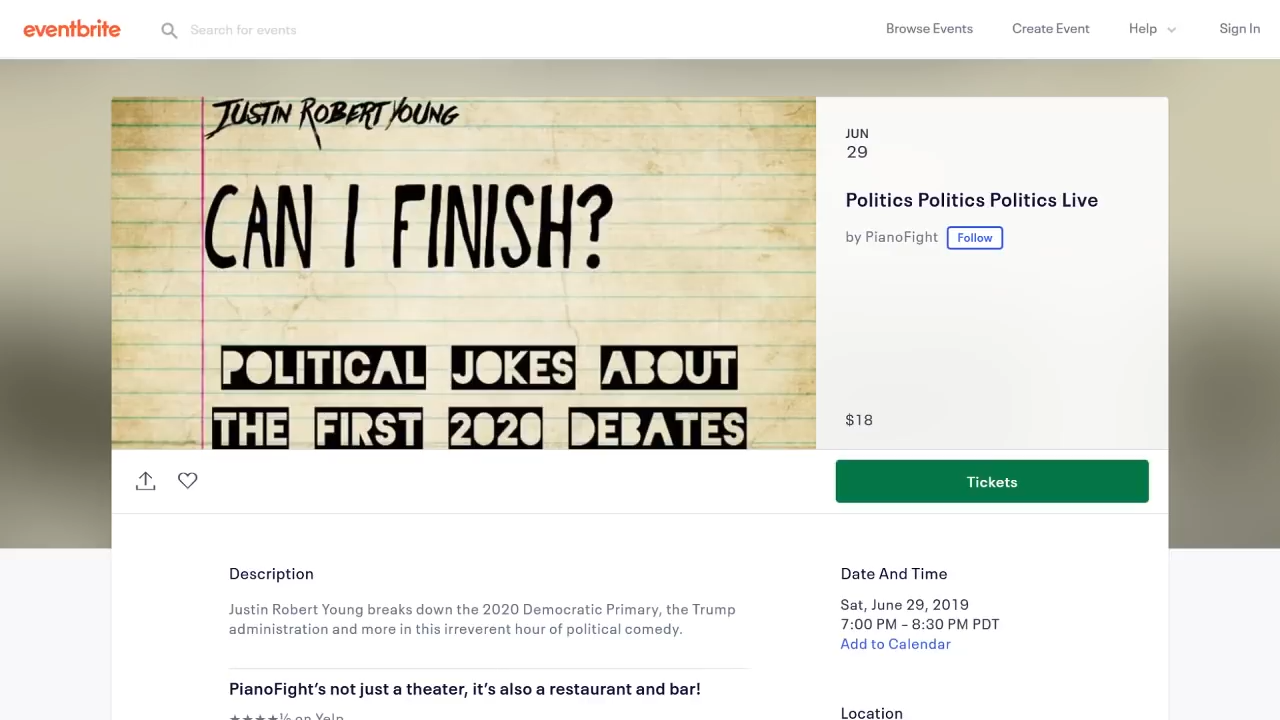 eventbrite
Search for events
Browse Events
Create Event
Help
Sign In
JUSTIN ROBERT YOUNG
CAN I FINISH?
POLITICAL JOKES ABOUT
THE FIRST 2020 DEBATES
JUN
29
Politics Politics Politics Live
by PianoFight
Follow
$18
Tickets
Description
Justin Robert Young breaks down the 2020 Democratic Primary, the Trump
administration and more in this irreverent hour of political comedy.
PianoFight's not just a theater, it's also a restaurant and bar!
★★★★½ on Yelp
Date And Time
Sat, June 29, 2019
7:00 PM – 8:30 PM PDT
Add to Calendar
Location